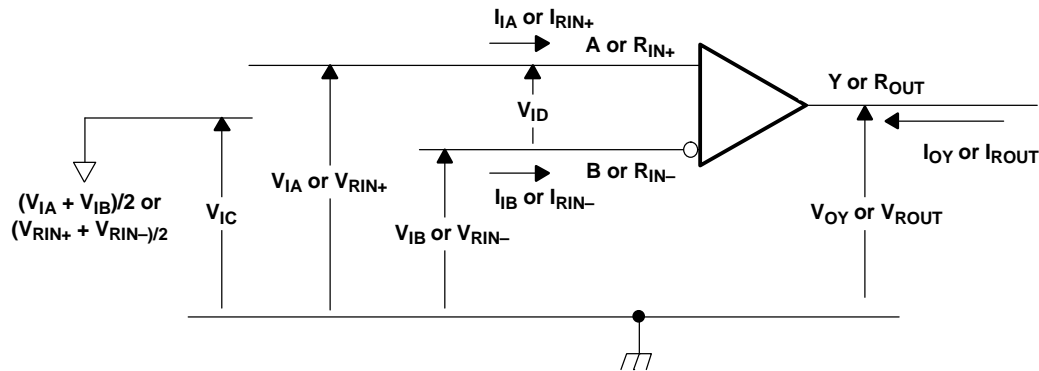 I_IA or I_RIN+
A or R_IN+
Y or R_OUT
V_ID
I_OY or I_ROUT
V_IA or V_RIN+
B or R_IN–
I_IB or I_RIN–
(V_IA + V_IB)/2 or
(V_RIN+ + V_RIN–)/2
V_IC
V_IB or V_RIN–
V_OY or V_ROUT